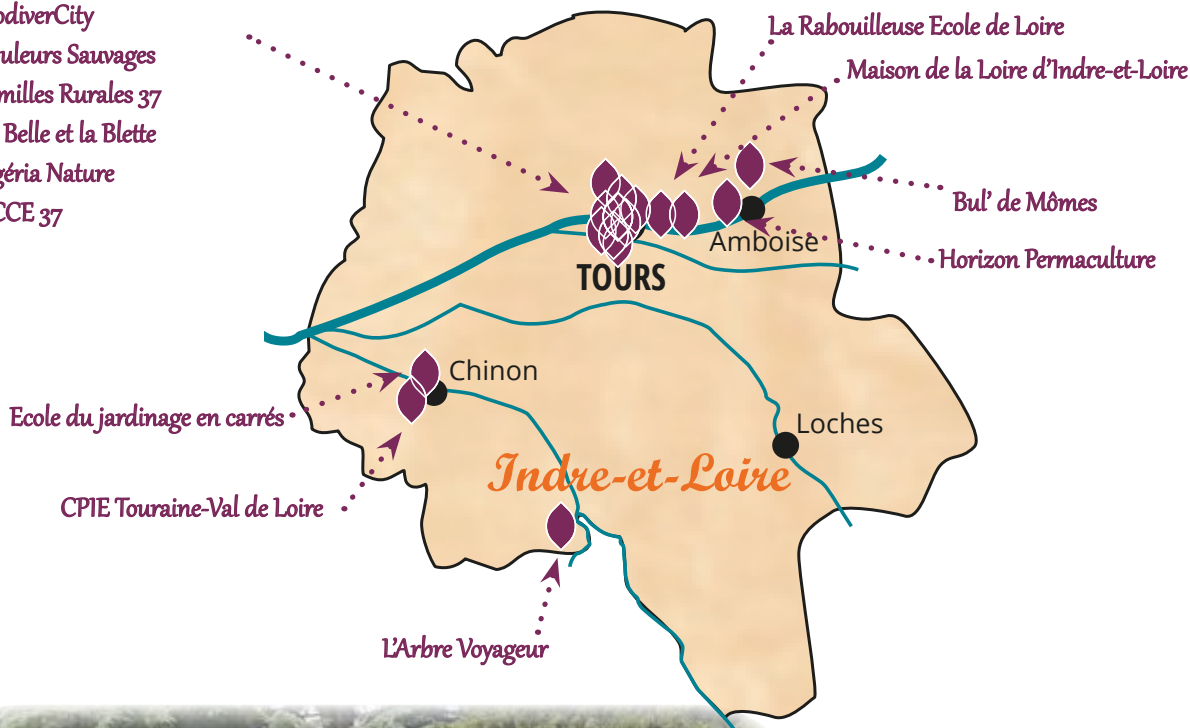 odiverCity
uleurs Sauvages
milles Rurales 37
Belle et la Blette
géria Nature
CCE 37
La Rabouilleuse Ecole de Loire
Maison de la Loire d'Indre-et-Loire
Bul' de Mômes
Amboise
Horizon Permaculture
TOURS
Chinon
Ecole du jardinage en carrés
Loches
Indre-et-Loire
CPIE Touraine-Val de Loire
L'Arbre Voyageur